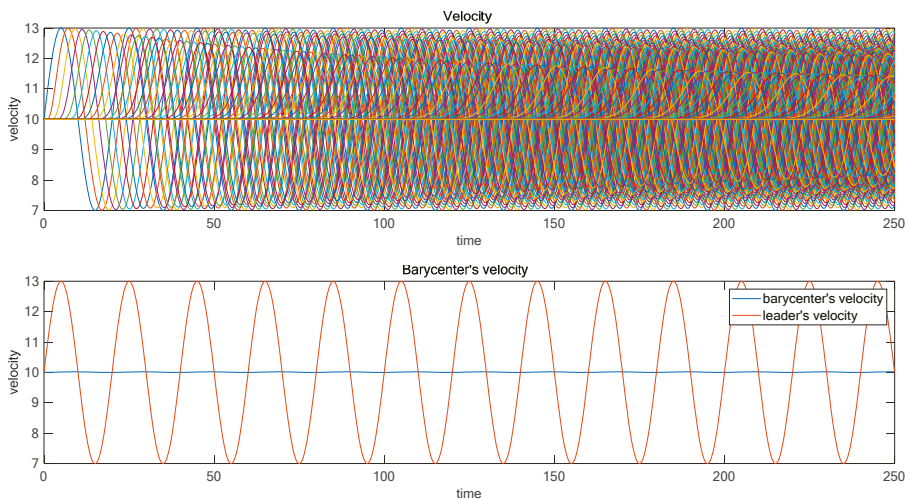 Velocity
13
12
11
10
9
8
7
velocity
0 50 100 150 200 250
time
Barycenter's velocity
13
12
11
10
9
8
7
velocity
barycenter's velocity
leader's velocity
0 50 100 150 200 250
time